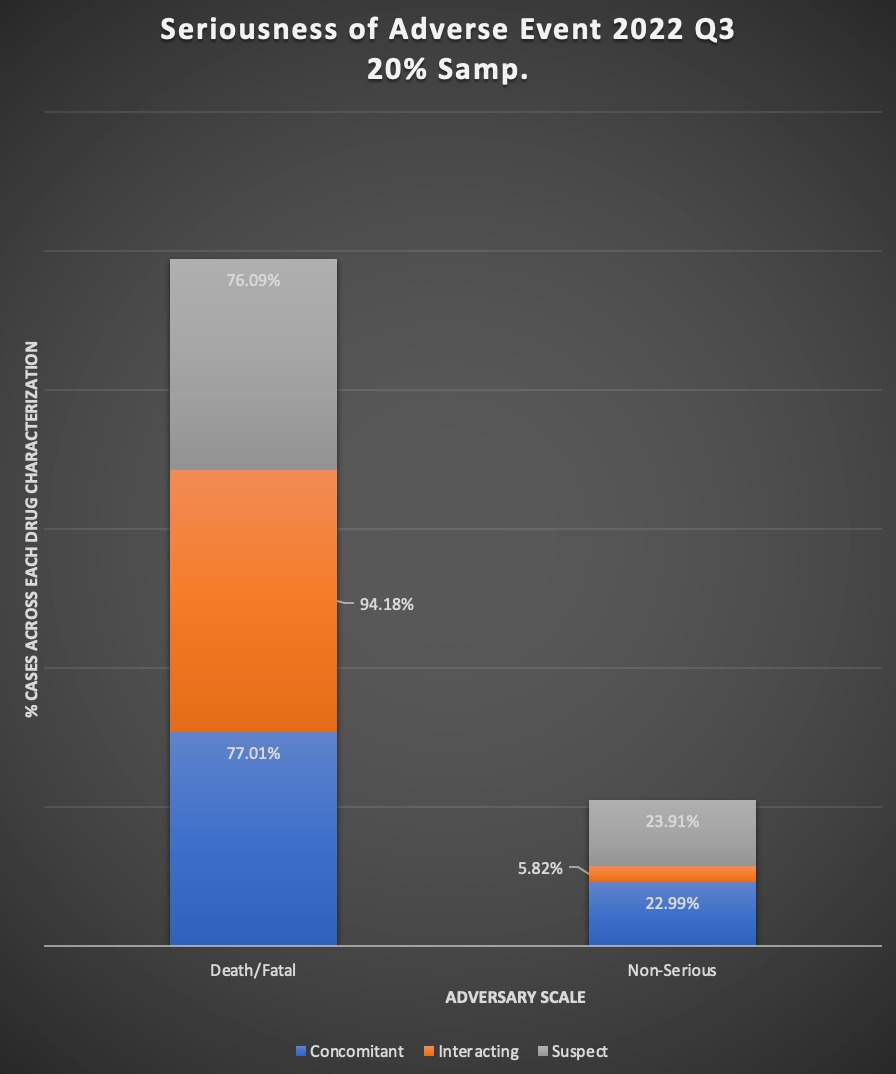 Seriousness of Adverse Event 2022 Q3
20% Samp.
% CASES ACROSS EACH DRUG CHARACTERIZATION
76.09%
94.18%
77.01%
23.91%
5.82%
22.99%
Death/Fatal
Non-Serious
ADVERSARY SCALE
Concomitant
Interacting
Suspect